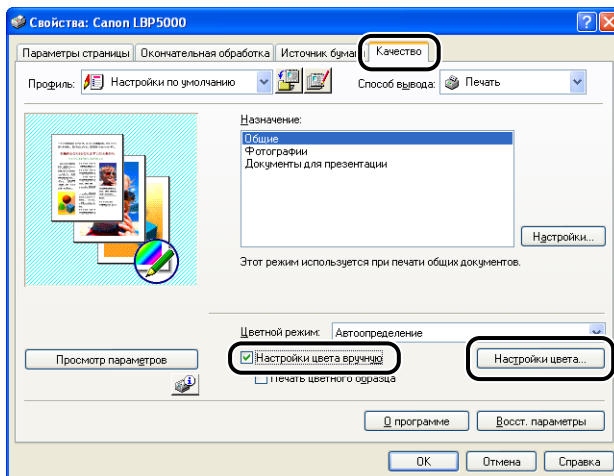 Свойства: Canon LBP5000
Параметры страницы Окончательная обработка Источник Качество
Профиль: Настройки по умолчанию Способ вывода: Печать
Назначение:
Общие
Фотографии
Документы для презентации
Настройки...
Этот режим используется при печати общих документов.
Цветной режим: Автоопределение
Просмотр параметров Настройки цвета вручную Настройки цвета...
Печать цветного образца
О программе Восст. параметры
OK Отмена Справка